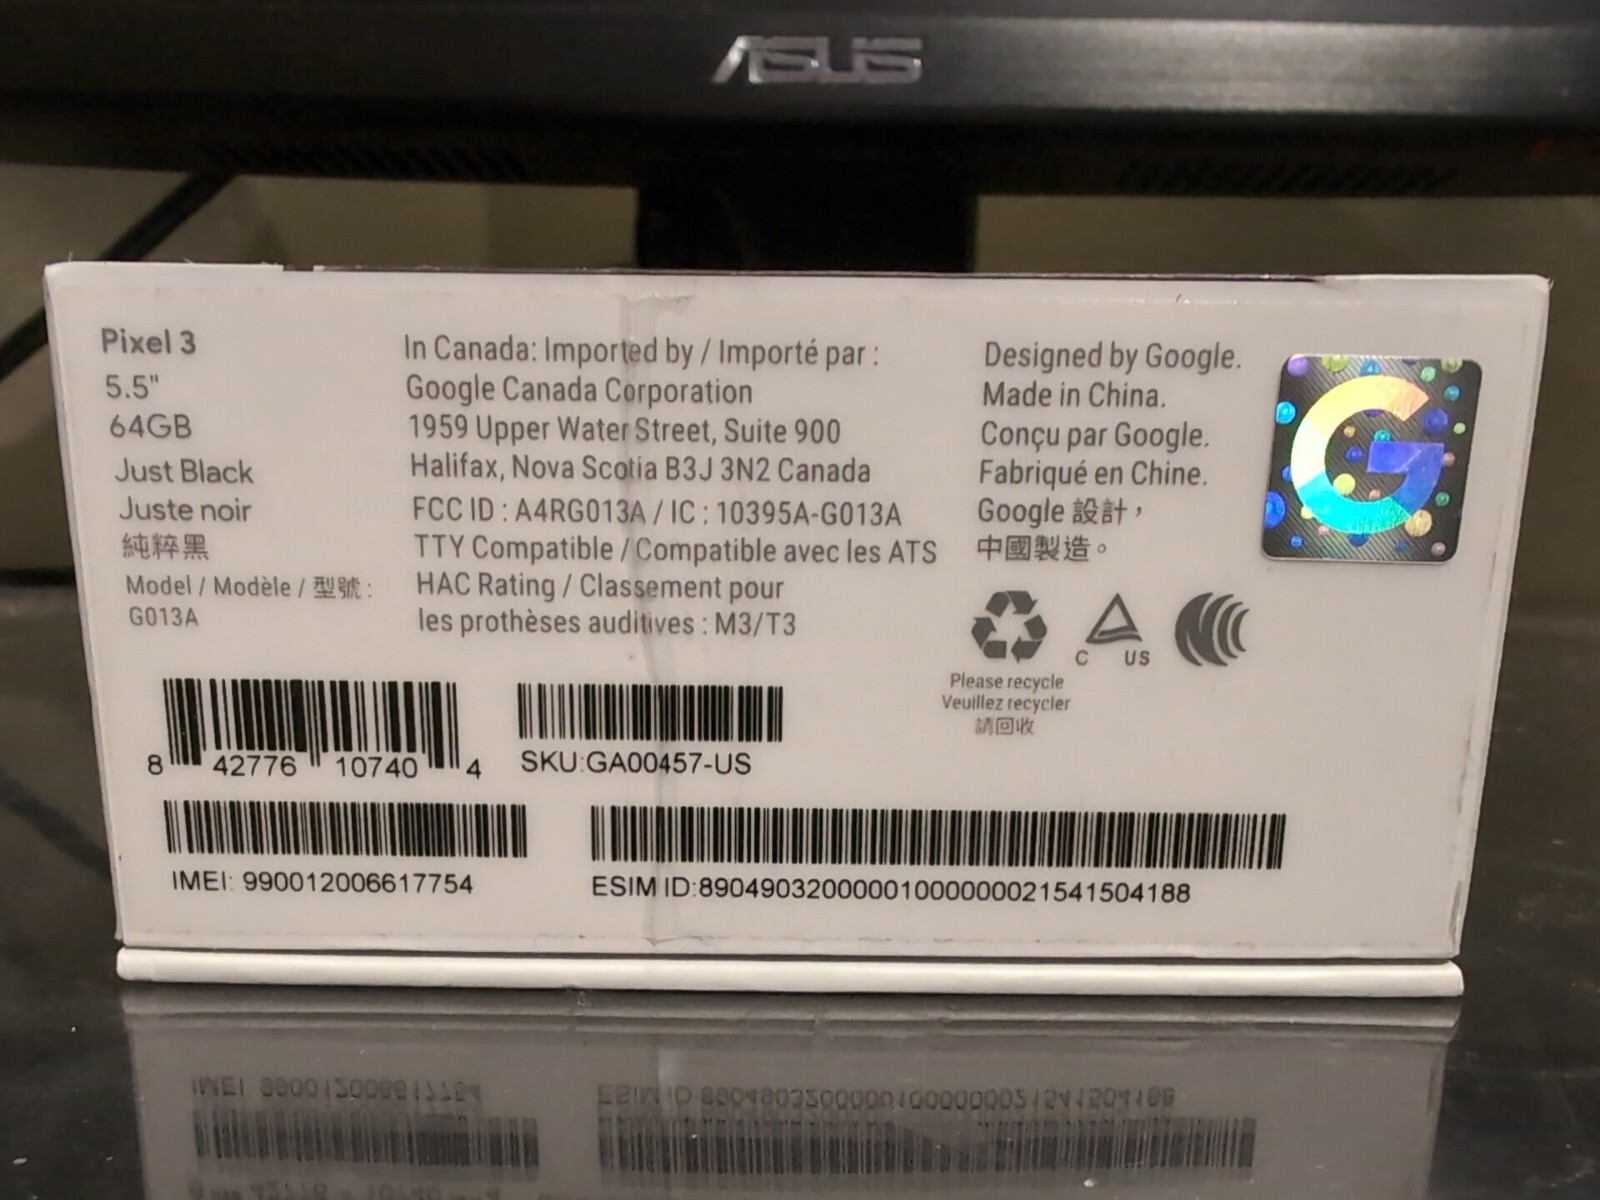 ASUS
Pixel 3
5.5"
64GB
Just Black
Juste noir
純粹黑
Model / Modèle / 型號 :
G013A
In Canada: Imported by / Importé par :
Google Canada Corporation
1959 Upper Water Street, Suite 900
Halifax, Nova Scotia B3J 3N2 Canada
FCC ID : A4RG013A / IC : 10395A-G013A
TTY Compatible / Compatible avec les ATS
HAC Rating / Classement pour
les prothèses auditives : M3/T3
Designed by Google.
Made in China.
Conçu par Google.
Fabriqué en Chine.
Google 設計，
中國製造。
G
C US
Please recycle
Veuillez recycler
請回收
8 42776 10740 4
SKU:GA00457-US
IMEI: 990012006617754
ESIM ID:89049032000001000000021541504188